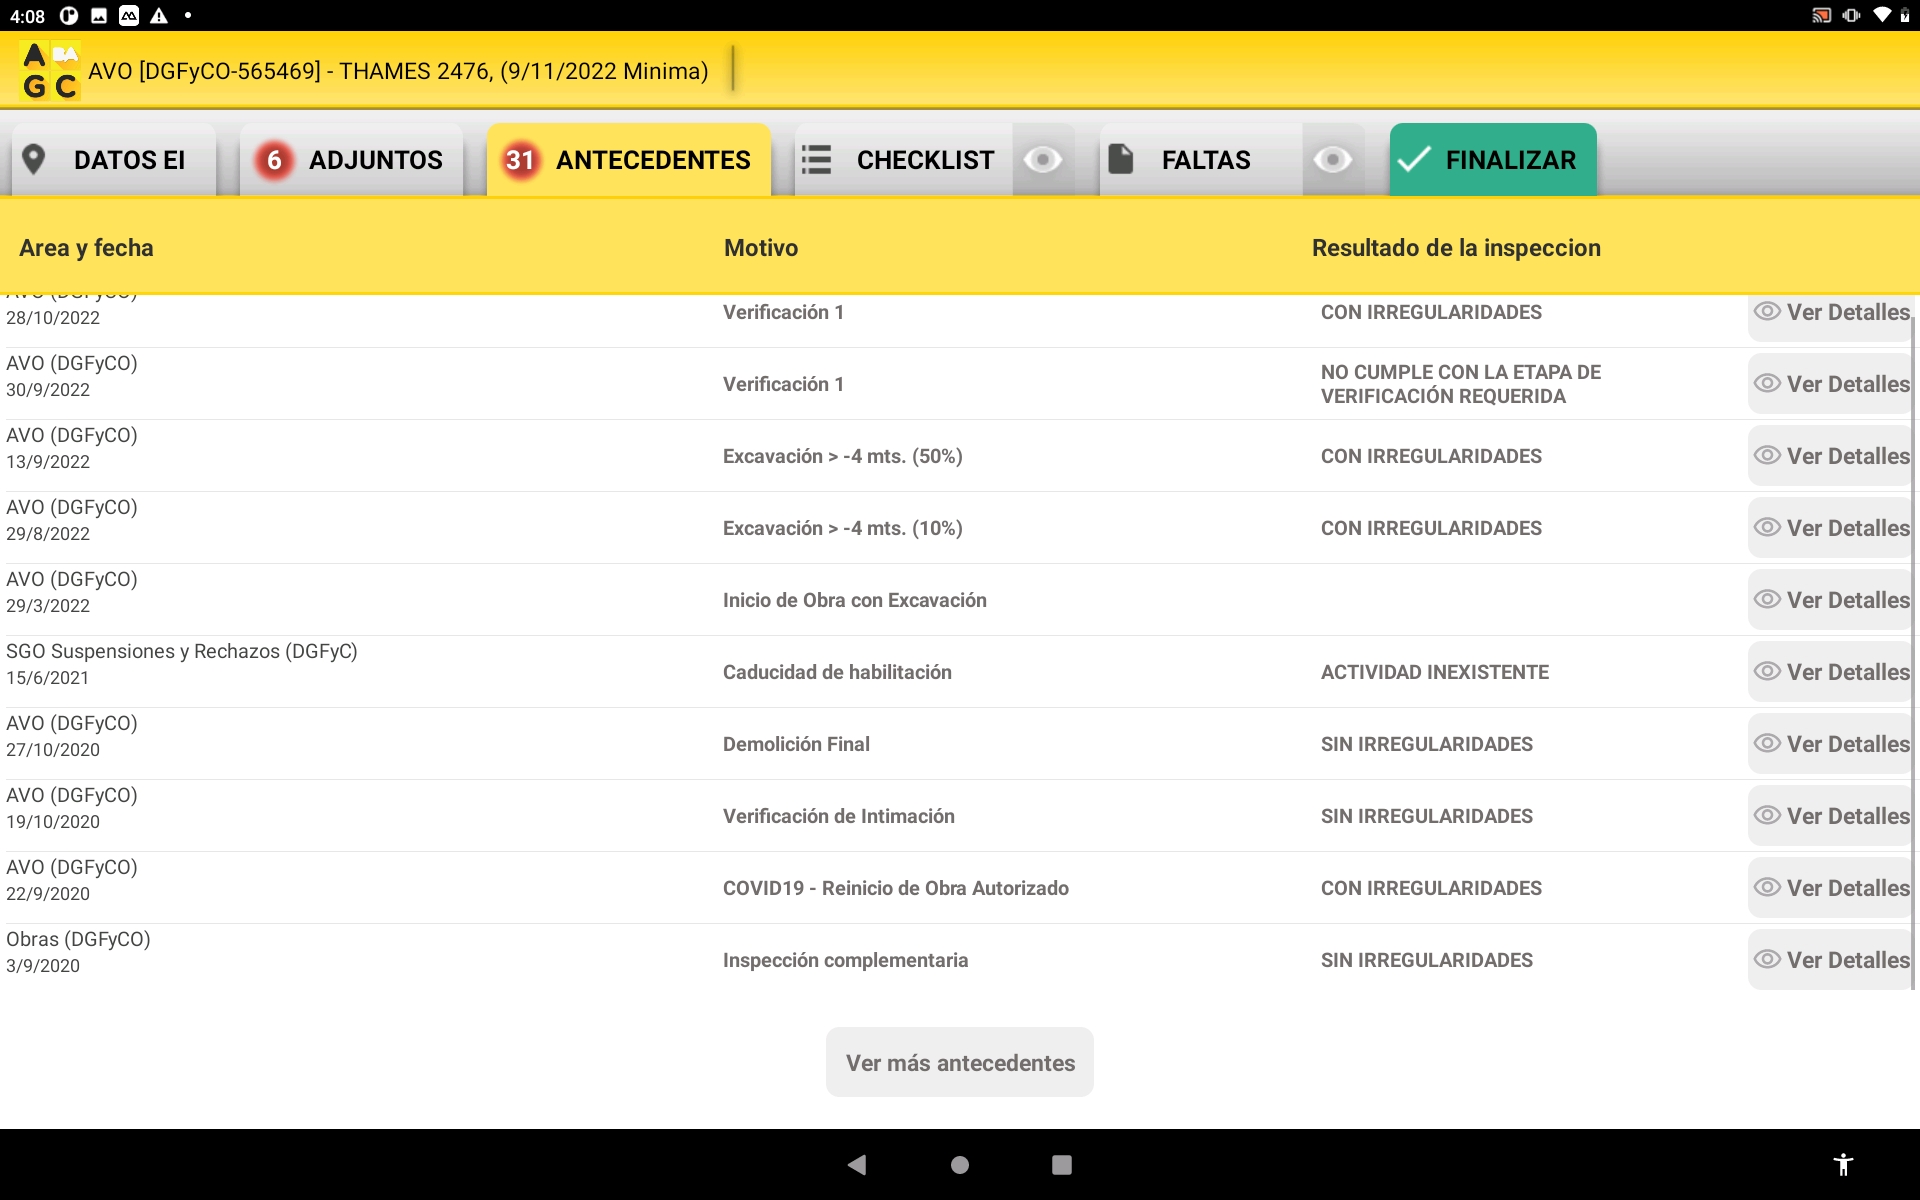 4:08
A BA
G C
AVO [DGFyCO-565469] - THAMES 2476, (9/11/2022 Minima)
DATOS EI
6 ADJUNTOS
31 ANTECEDENTES
CHECKLIST
FALTAS
FINALIZAR
Area y fecha
Motivo
Resultado de la inspeccion
AVO (DGFyCO)
28/10/2022
Verificación 1
CON IRREGULARIDADES
Ver Detalles
AVO (DGFyCO)
30/9/2022
Verificación 1
NO CUMPLE CON LA ETAPA DE
VERIFICACIÓN REQUERIDA
Ver Detalles
AVO (DGFyCO)
13/9/2022
Excavación > -4 mts. (50%)
CON IRREGULARIDADES
Ver Detalles
AVO (DGFyCO)
29/8/2022
Excavación > -4 mts. (10%)
CON IRREGULARIDADES
Ver Detalles
AVO (DGFyCO)
29/3/2022
Inicio de Obra con Excavación
Ver Detalles
SGO Suspensiones y Rechazos (DGFyC)
15/6/2021
Caducidad de habilitación
ACTIVIDAD INEXISTENTE
Ver Detalles
AVO (DGFyCO)
27/10/2020
Demolición Final
SIN IRREGULARIDADES
Ver Detalles
AVO (DGFyCO)
19/10/2020
Verificación de Intimación
SIN IRREGULARIDADES
Ver Detalles
AVO (DGFyCO)
22/9/2020
COVID19 - Reinicio de Obra Autorizado
CON IRREGULARIDADES
Ver Detalles
Obras (DGFyCO)
3/9/2020
Inspección complementaria
SIN IRREGULARIDADES
Ver Detalles
Ver más antecedentes